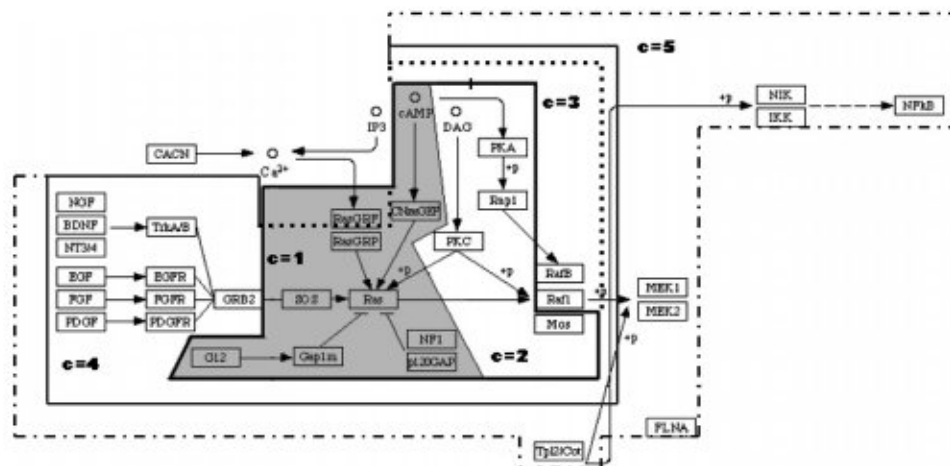 c=5
c=3
+p
NIK
IKK
NFkB
cAMP
IP3
DAG
CACN
Ca2+
PKA
+p
NGF
BDNF
NT3/4
TrkA/B
RasGRF
RasGRP
CNrasGEF
Rap1
PKC
c=1
EGF
EGFR
RafB
FGF
FGFR
GRB2
SOS
Ras
+p
+p
Raf1
+p
MEK1
MEK2
PDGF
PDGFR
Mos
NF1
+p
G12
Gap1m
p120GAP
c=2
c=4
FLNA
Tpl2/Cot